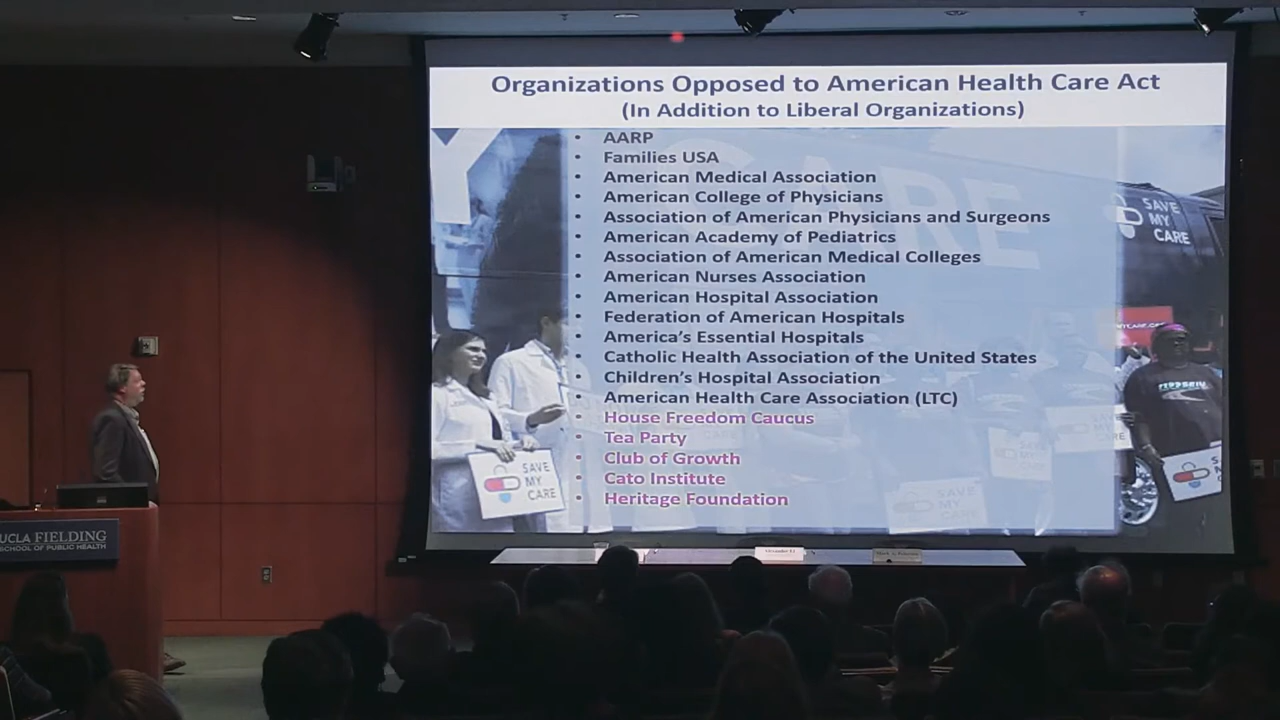 Organizations Opposed to American Health Care Act
(In Addition to Liberal Organizations)
• AARP
• Families USA
• American Medical Association
• American College of Physicians
• Association of American Physicians and Surgeons
• American Academy of Pediatrics
• Association of American Medical Colleges
• American Nurses Association
• American Hospital Association
• Federation of American Hospitals
• America's Essential Hospitals
• Catholic Health Association of the United States
• Children's Hospital Association
• American Health Care Association (LTC)
• House Freedom Caucus
• Tea Party
• Club of Growth
• Cato Institute
• Heritage Foundation
Y
CARE
SAVE
MY
CARE
SAVE
MY
CARE
UCLA FIELDING
SCHOOL OF PUBLIC HEALTH